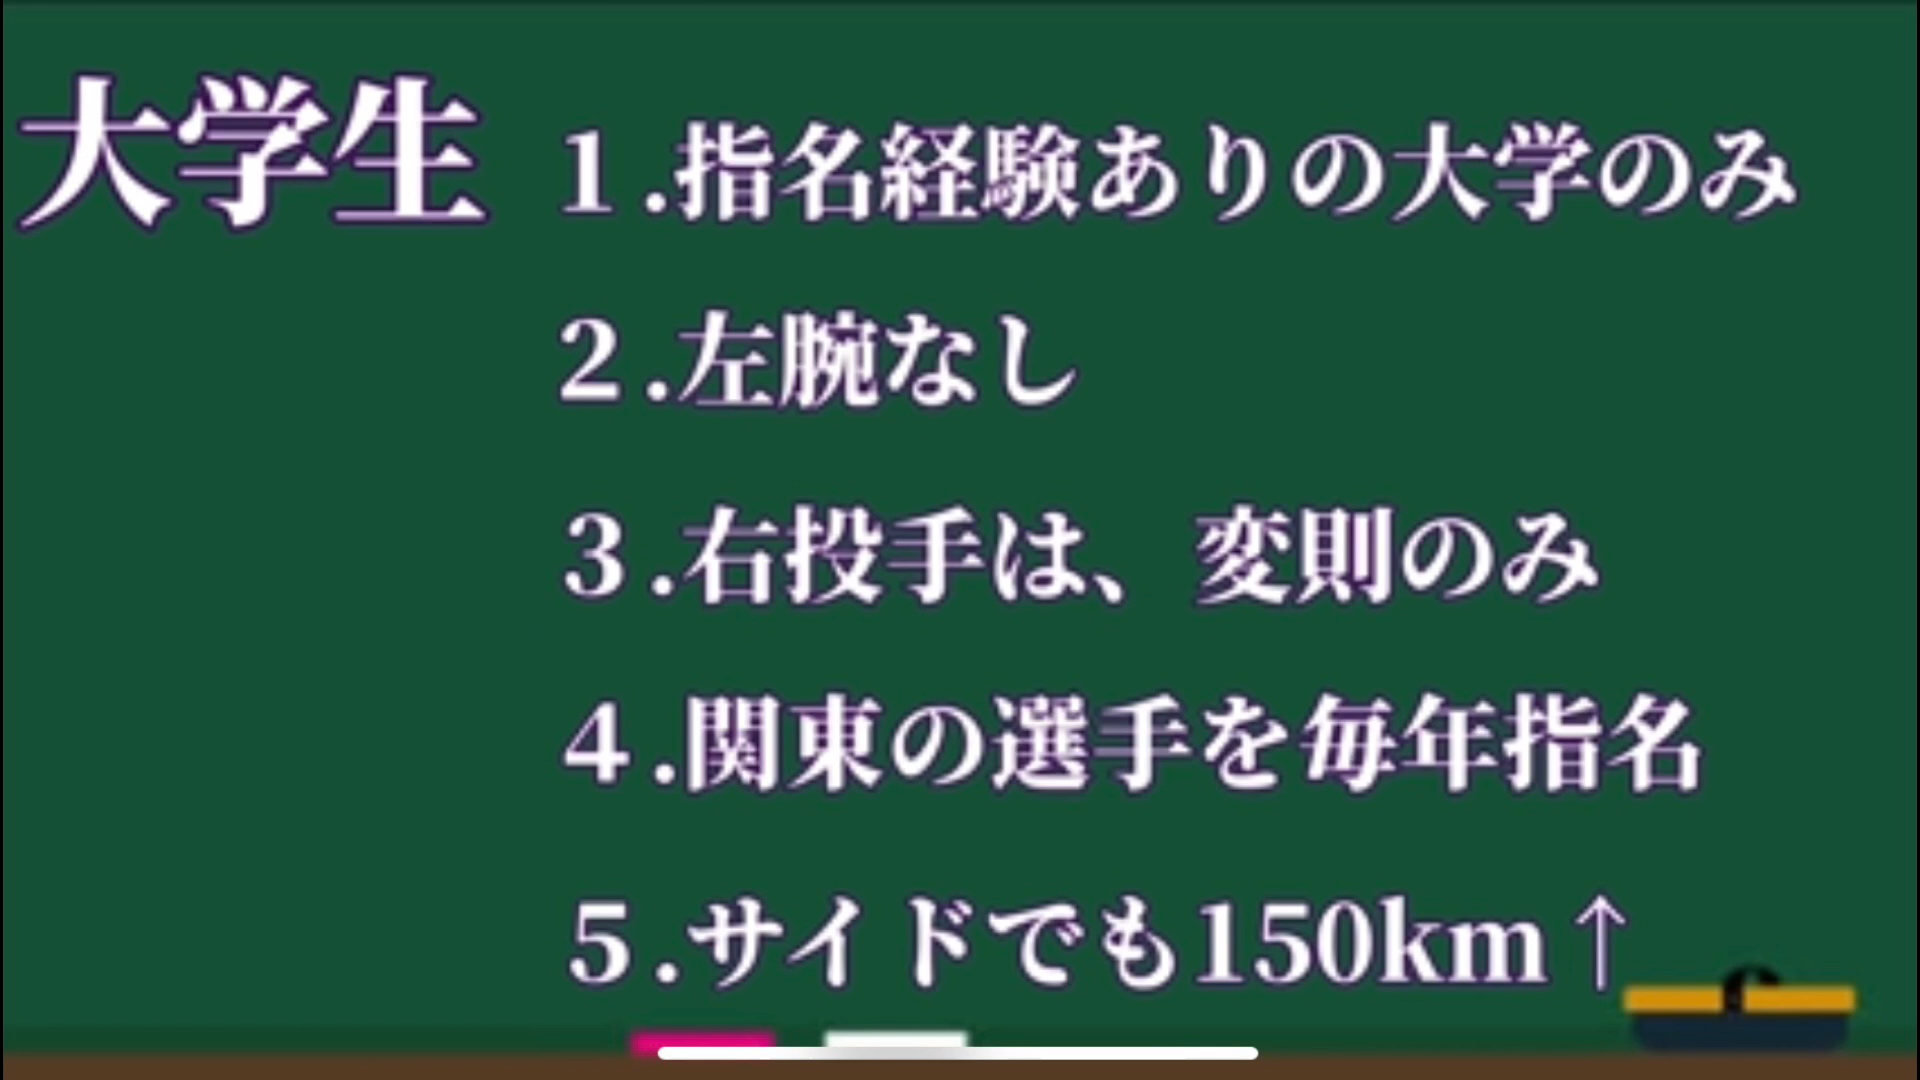 大学生
１.指名経験ありの大学のみ
２.左腕なし
３.右投手は、変則のみ
４.関東の選手を毎年指名
５.サイドでも150km↑